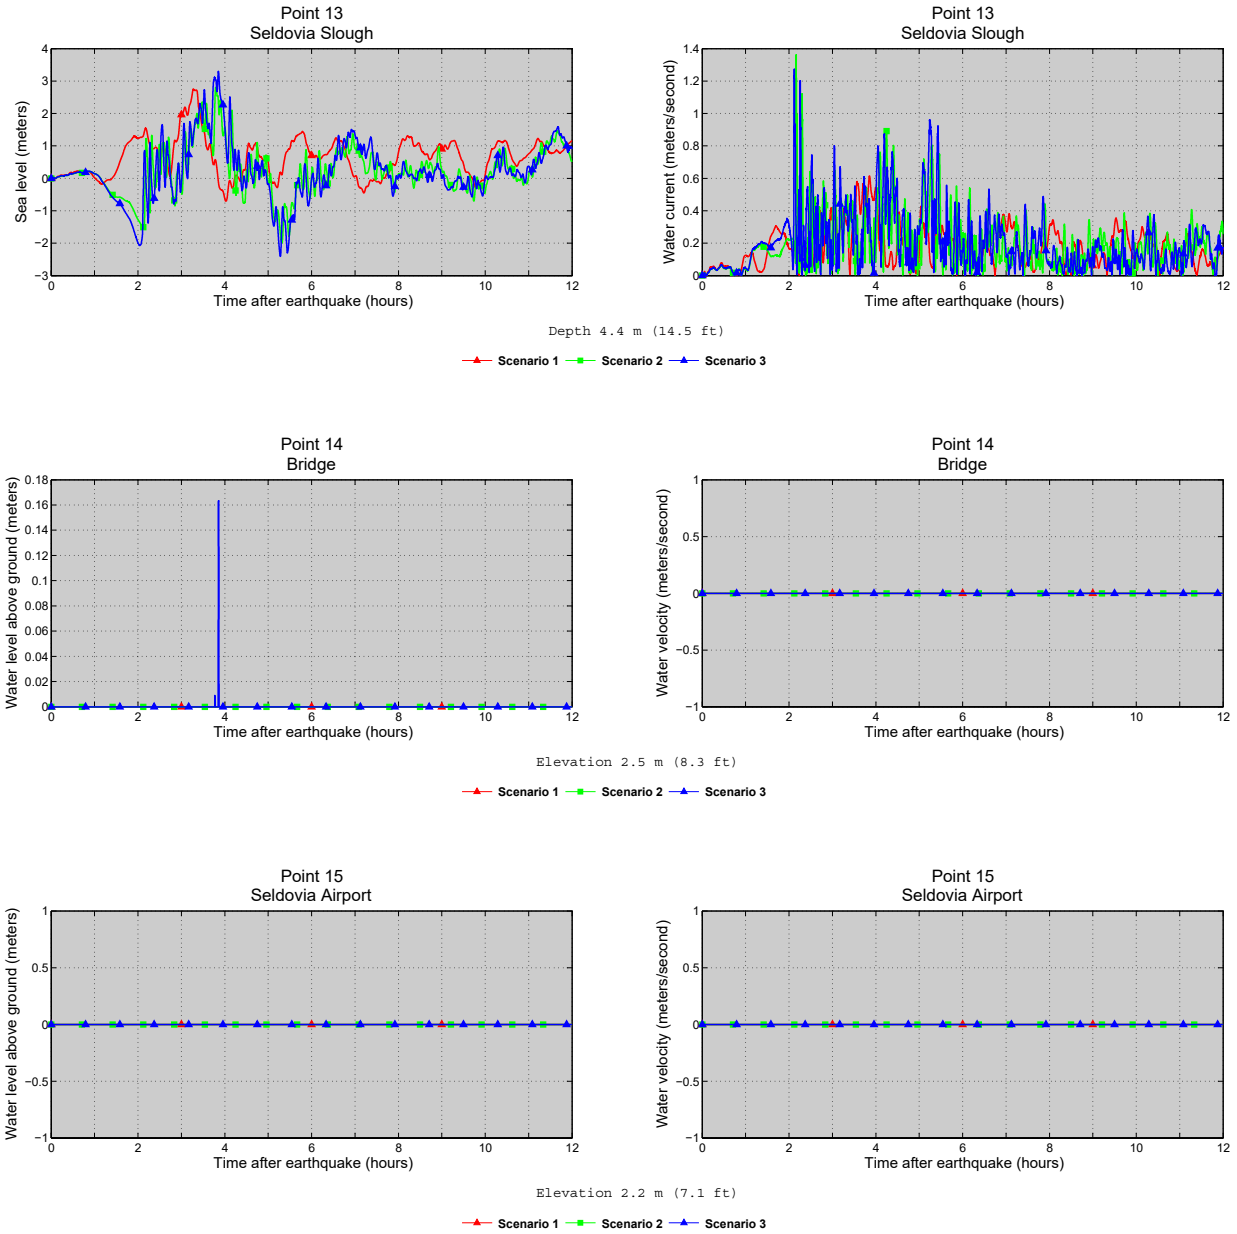 Point 13
Seldovia Slough
Sea level (meters)
4
3
2
1
0
−1
−2
−3
0 2 4 6 8 10 12
Time after earthquake (hours)
Point 13
Seldovia Slough
Water current (meters/second)
1.4
1.2
1
0.8
0.6
0.4
0.2
0
0 2 4 6 8 10 12
Time after earthquake (hours)
Depth 4.4 m (14.5 ft)
Scenario 1 Scenario 2 Scenario 3
Point 14
Bridge
Water level above ground (meters)
0.18
0.16
0.14
0.12
0.1
0.08
0.06
0.04
0.02
0
0 2 4 6 8 10 12
Time after earthquake (hours)
Point 14
Bridge
Water velocity (meters/second)
1
0.5
0
−0.5
−1
0 2 4 6 8 10 12
Time after earthquake (hours)
Elevation 2.5 m (8.3 ft)
Scenario 1 Scenario 2 Scenario 3
Point 15
Seldovia Airport
Water level above ground (meters)
1
0.5
0
−0.5
−1
0 2 4 6 8 10 12
Time after earthquake (hours)
Point 15
Seldovia Airport
Water velocity (meters/second)
1
0.5
0
−0.5
−1
0 2 4 6 8 10 12
Time after earthquake (hours)
Elevation 2.2 m (7.1 ft)
Scenario 1 Scenario 2 Scenario 3